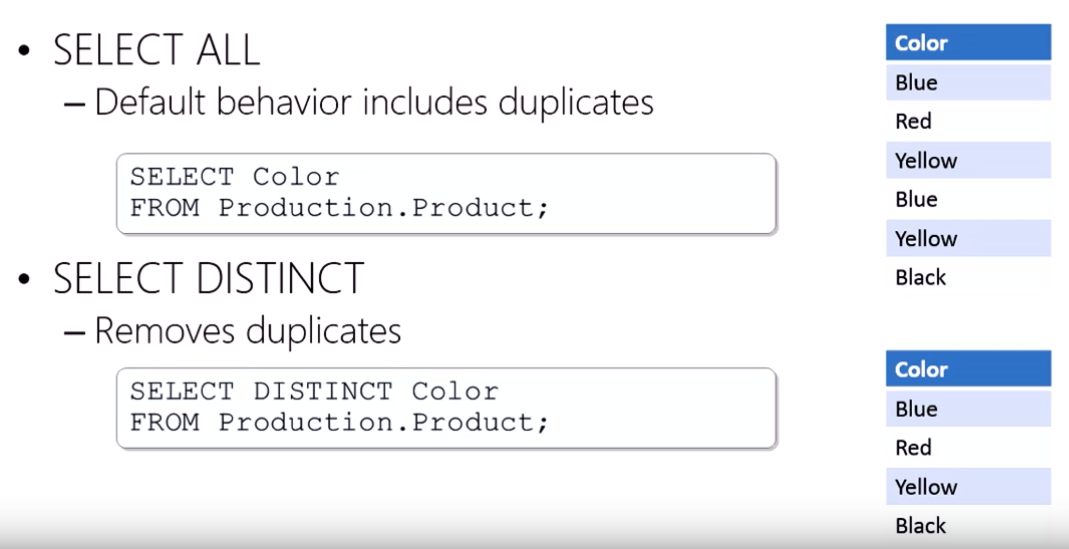 • SELECT ALL
– Default behavior includes duplicates
SELECT Color
FROM Production.Product;
• SELECT DISTINCT
– Removes duplicates
SELECT DISTINCT Color
FROM Production.Product;
Color
Blue
Red
Yellow
Blue
Yellow
Black
Color
Blue
Red
Yellow
Black